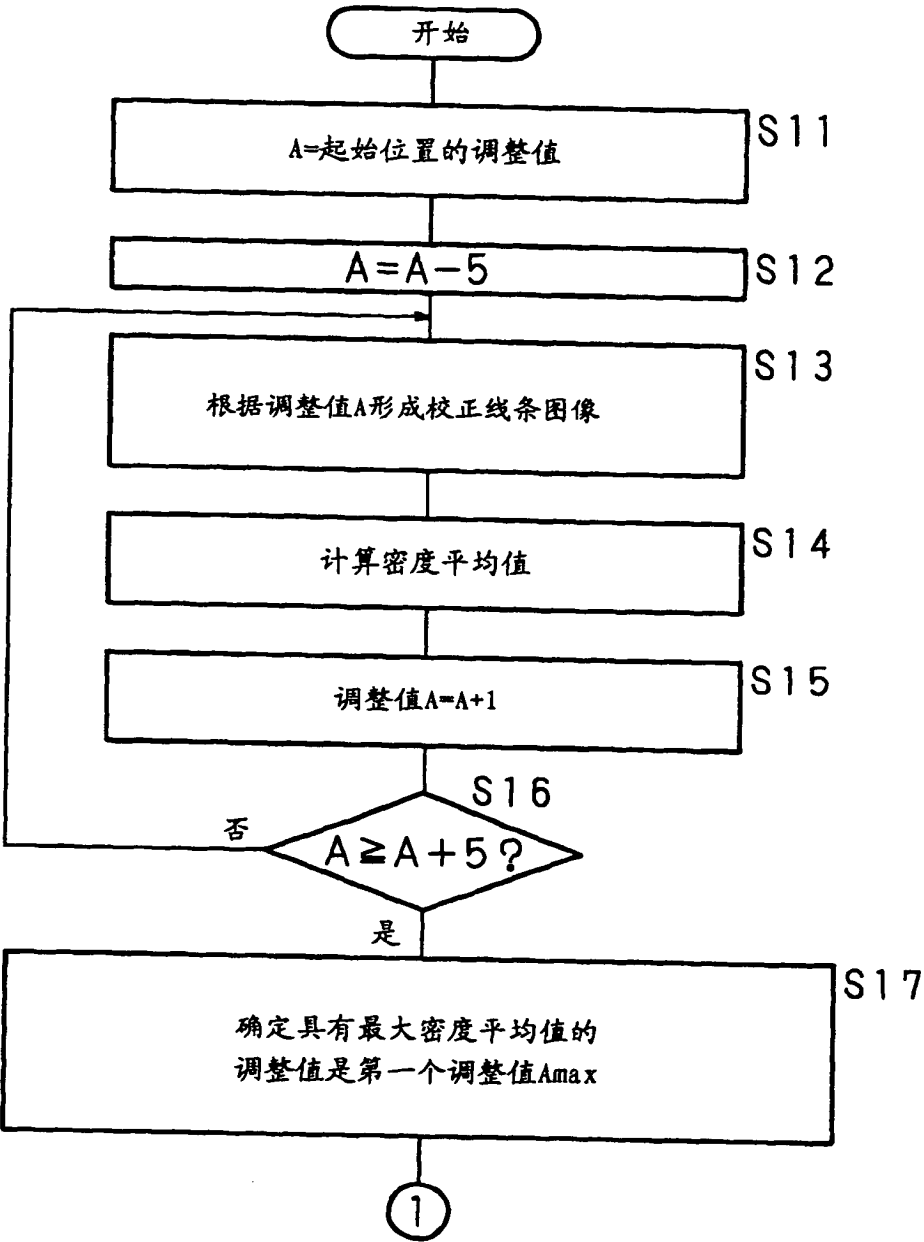 开始
A=起始位置的调整值
S11
A=A-5
S12
根据调整值A形成校正线条图像
S13
计算密度平均值
S14
调整值A=A+1
S15
S16
否
A≧A+5?
是
确定具有最大密度平均值的
调整值是第一个调整值Amax
S17
1